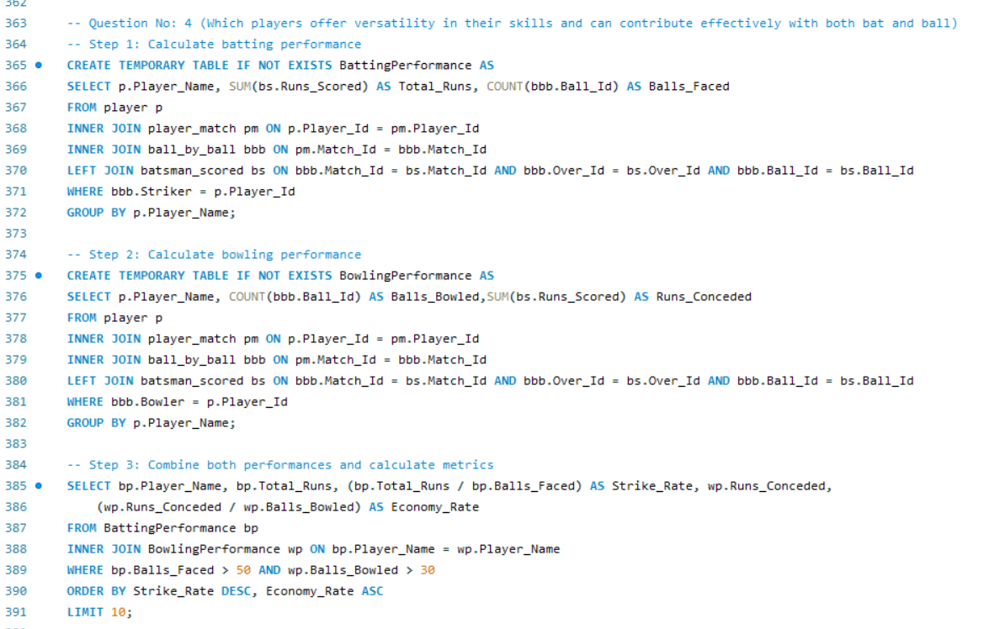 362
363 -- Question No: 4 (Which players offer versatility in their skills and can contribute effectively with both bat and ball)
364 -- Step 1: Calculate batting performance
365 CREATE TEMPORARY TABLE IF NOT EXISTS BattingPerformance AS
366 SELECT p.Player_Name, SUM(bs.Runs_Scored) AS Total_Runs, COUNT(bbb.Ball_Id) AS Balls_Faced
367 FROM player p
368 INNER JOIN player_match pm ON p.Player_Id = pm.Player_Id
369 INNER JOIN ball_by_ball bbb ON pm.Match_Id = bbb.Match_Id
370 LEFT JOIN batsman_scored bs ON bbb.Match_Id = bs.Match_Id AND bbb.Over_Id = bs.Over_Id AND bbb.Ball_Id = bs.Ball_Id
371 WHERE bbb.Striker = p.Player_Id
372 GROUP BY p.Player_Name;
373
374 -- Step 2: Calculate bowling performance
375 CREATE TEMPORARY TABLE IF NOT EXISTS BowlingPerformance AS
376 SELECT p.Player_Name, COUNT(bbb.Ball_Id) AS Balls_Bowled,SUM(bs.Runs_Scored) AS Runs_Conceded
377 FROM player p
378 INNER JOIN player_match pm ON p.Player_Id = pm.Player_Id
379 INNER JOIN ball_by_ball bbb ON pm.Match_Id = bbb.Match_Id
380 LEFT JOIN batsman_scored bs ON bbb.Match_Id = bs.Match_Id AND bbb.Over_Id = bs.Over_Id AND bbb.Ball_Id = bs.Ball_Id
381 WHERE bbb.Bowler = p.Player_Id
382 GROUP BY p.Player_Name;
383
384 -- Step 3: Combine both performances and calculate metrics
385 SELECT bp.Player_Name, bp.Total_Runs, (bp.Total_Runs / bp.Balls_Faced) AS Strike_Rate, wp.Runs_Conceded,
386 (wp.Runs_Conceded / wp.Balls_Bowled) AS Economy_Rate
387 FROM BattingPerformance bp
388 INNER JOIN BowlingPerformance wp ON bp.Player_Name = wp.Player_Name
389 WHERE bp.Balls_Faced > 50 AND wp.Balls_Bowled > 30
390 ORDER BY Strike_Rate DESC, Economy_Rate ASC
391 LIMIT 10;